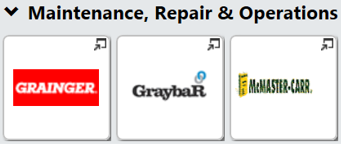 Maintenance, Repair & Operations
GRAINGER
GraybaR
McMASTER-CARR